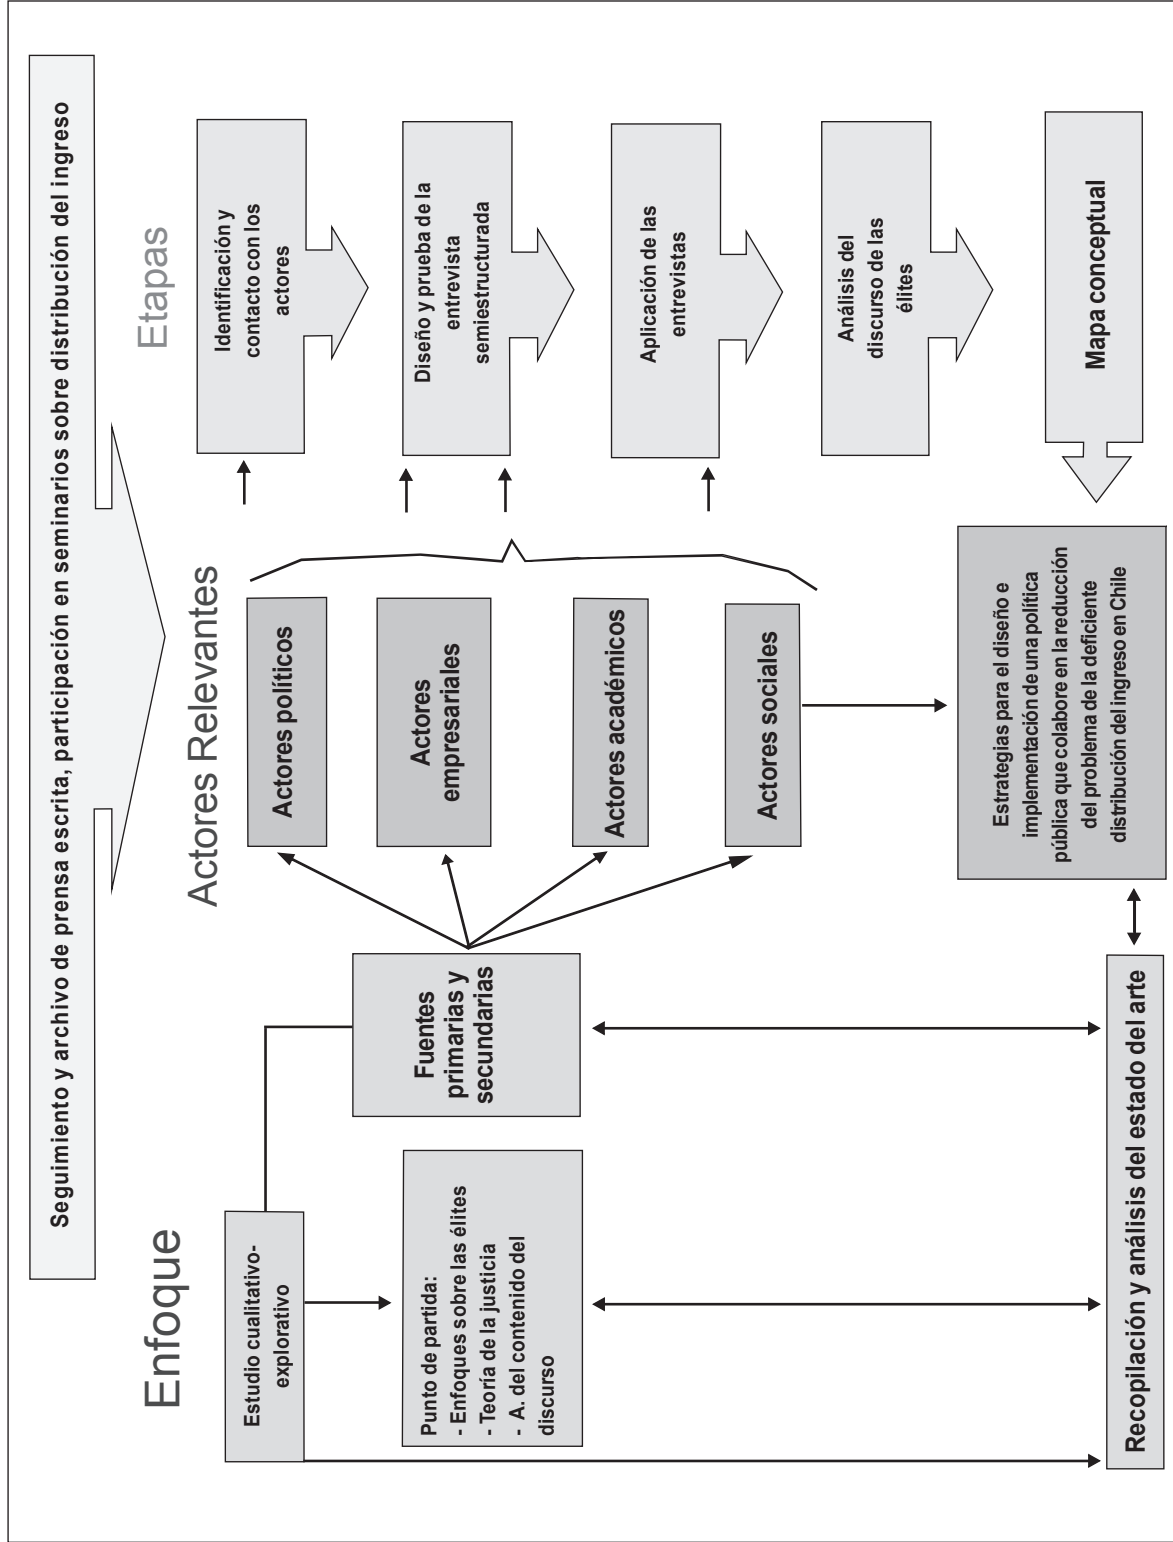 Seguimiento y archivo de prensa escrita, participación en seminarios sobre distribución del ingreso
Enfoque
Estudio cualitativo-
explorativo
Punto de partida:
- Enfoques sobre las élites
- Teoría de la justicia
- A. del contenido del
discurso
Fuentes
primarias y
secundarias
Recopilación y análisis del estado del arte
Actores Relevantes
Actores políticos
Actores
empresariales
Actores académicos
Actores sociales
Estrategias para el diseño e
implementación de una política
pública que colabore en la reducción
del problema de la deficiente
distribución del ingreso en Chile
Etapas
Identificación y
contacto con los
actores
Diseño y prueba de la
entrevista
semiestructurada
Aplicación de las
entrevistas
Análisis del
discurso de las
élites
Mapa conceptual